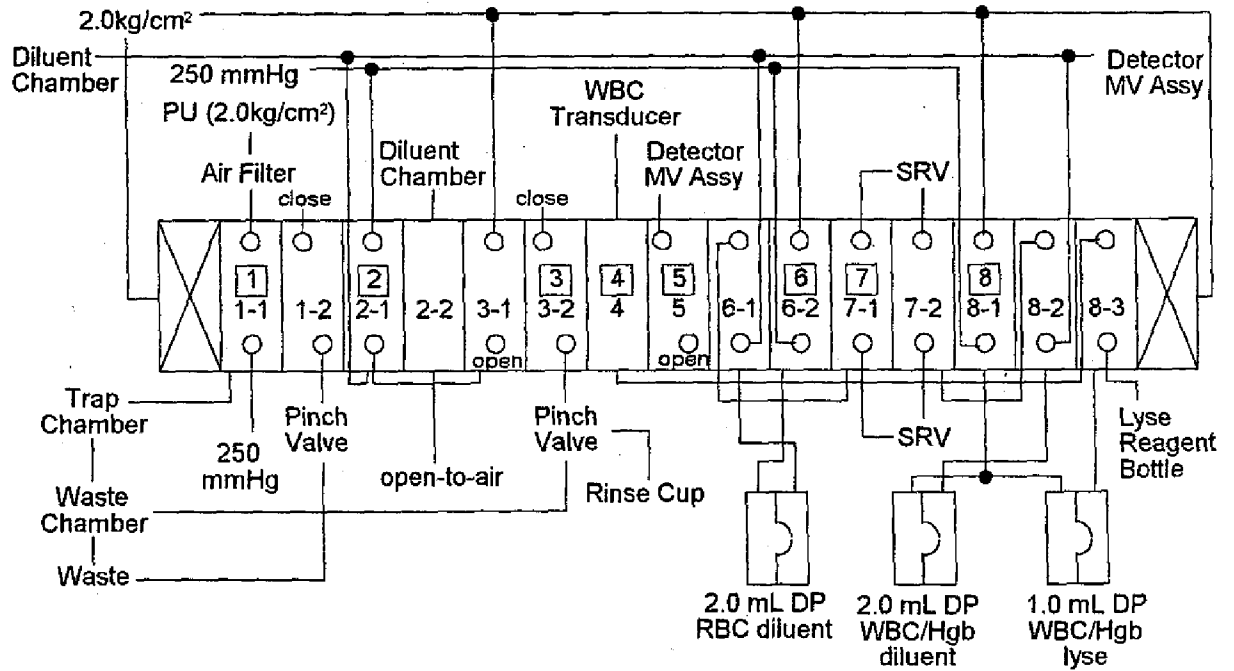 2.0kg/cm²
Diluent
Chamber
250 mmHg
PU (2.0kg/cm²)
Air Filter
close
Diluent
Chamber
close
WBC
Transducer
Detector
MV Assy
SRV
Detector
MV Assy
1 2 3 4 5 6 7 8
1-1 1-2 2-1 2-2 3-1 3-2 4 5 6-1 6-2 7-1 7-2 8-1 8-2 8-3
open
open
Trap
Chamber
250
mmHg
Pinch
Valve
open-to-air
Pinch
Valve
Rinse Cup
SRV
Lyse
Reagent
Bottle
Waste
Chamber
Waste
2.0 mL DP
RBC diluent
2.0 mL DP
WBC/Hgb
diluent
1.0 mL DP
WBC/Hgb
lyse